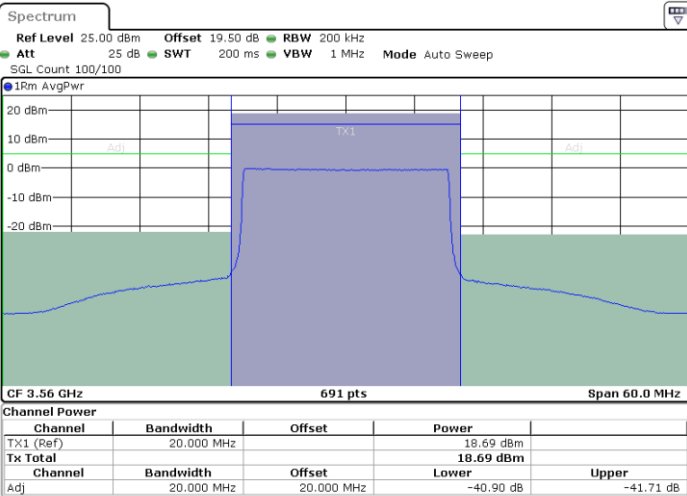 Spectrum
Ref Level 25.00 dBm Offset 19.50 dB RBW 200 kHz
Att 25 dB SWT 200 ms VBW 1 MHz Mode Auto Sweep
SGL Count 100/100
1Rm AvgPwr
20 dBm
TX1
10 dBm
Adj Adj
0 dBm
-10 dBm
-20 dBm
CF 3.56 GHz 691 pts Span 60.0 MHz
Channel Power
Channel Bandwidth Offset Power
TX1 (Ref) 20.000 MHz 18.69 dBm
Tx Total 18.69 dBm
Channel Bandwidth Offset Lower Upper
Adj 20.000 MHz 20.000 MHz -40.90 dB -41.71 dB